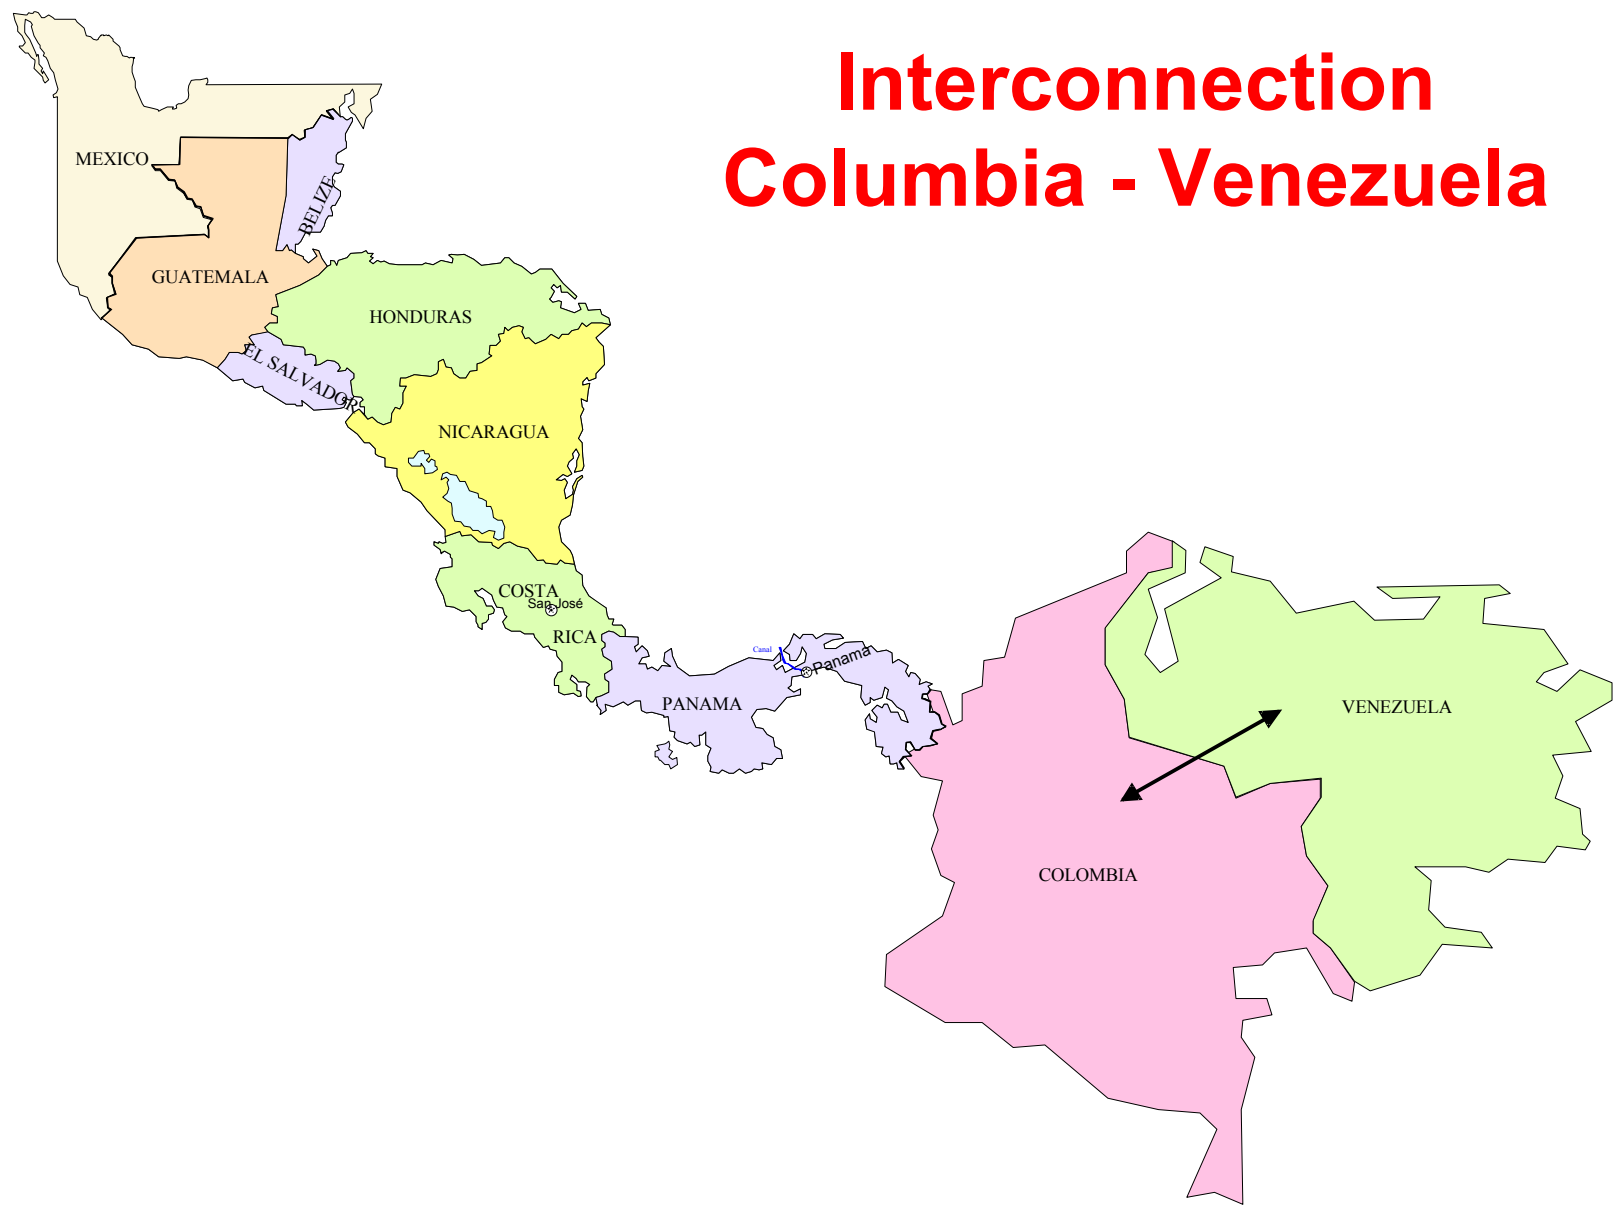 Interconnection
Columbia - Venezuela
MEXICO
BELIZE
GUATEMALA
HONDURAS
EL SALVADOR
NICARAGUA
COSTA
San José
RICA
Canal
Panama
PANAMA
VENEZUELA
COLOMBIA